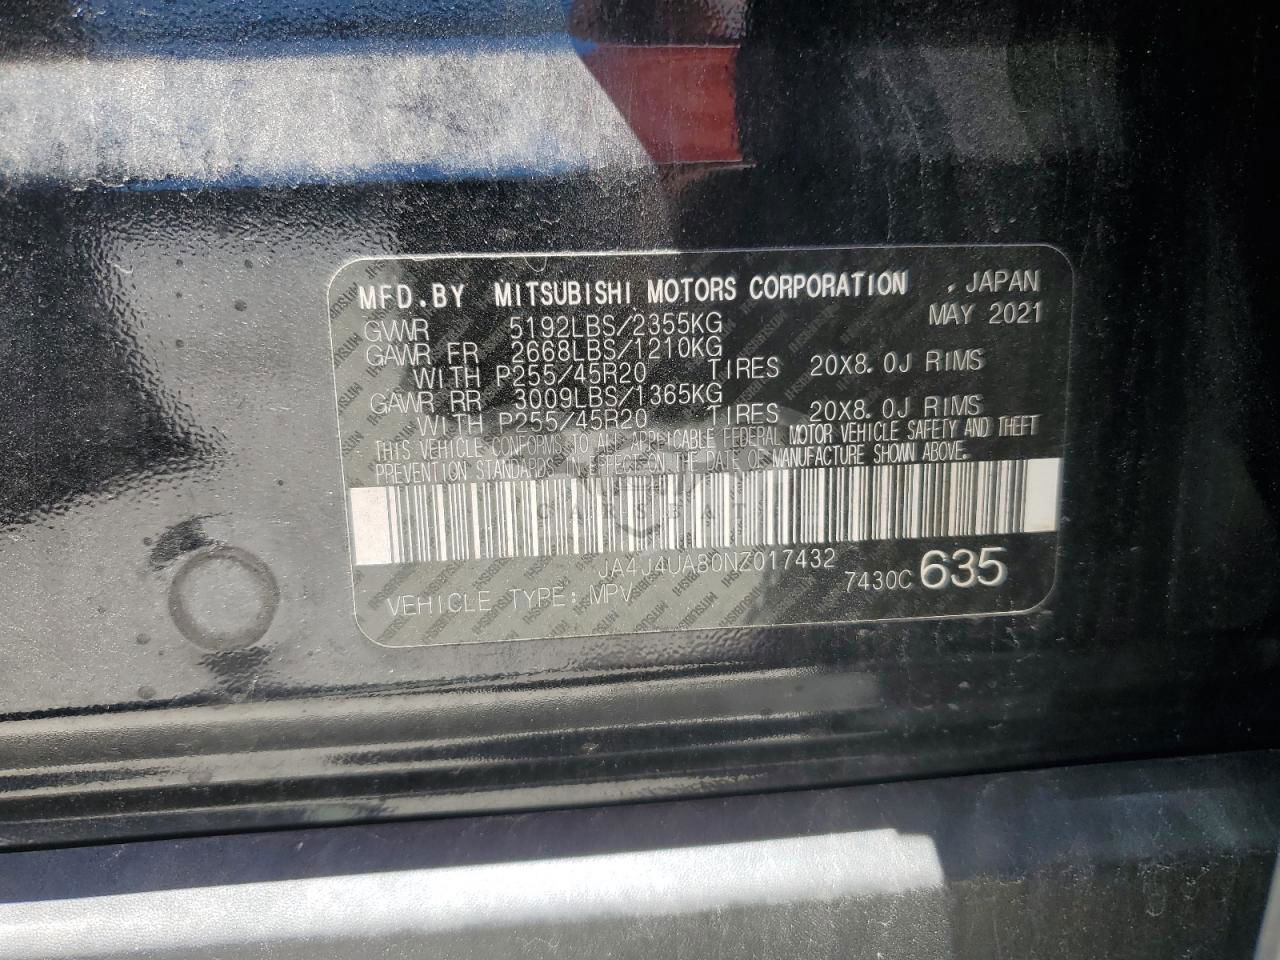 MFD.BY MITSUBISHI MOTORS CORPORATION . JAPAN
GVWR 5192LBS/2355KG MAY 2021
GAWR FR 2668LBS/1210KG
WITH P255/45R20 TIRES 20X8.0J RIMS
GAWR RR 3009LBS/1365KG
WITH P255/45R20 TIRES 20X8.0J RIMS
THIS VEHICLE CONFORMS TO ALL APPLICABLE FEDERAL MOTOR VEHICLE SAFETY AND THEFT
PREVENTION STANDARDS IN EFFECT ON THE DATE OF MANUFACTURE SHOWN ABOVE.
JA4J4UA80NZ017432
VEHICLE TYPE: MPV 7430C 635